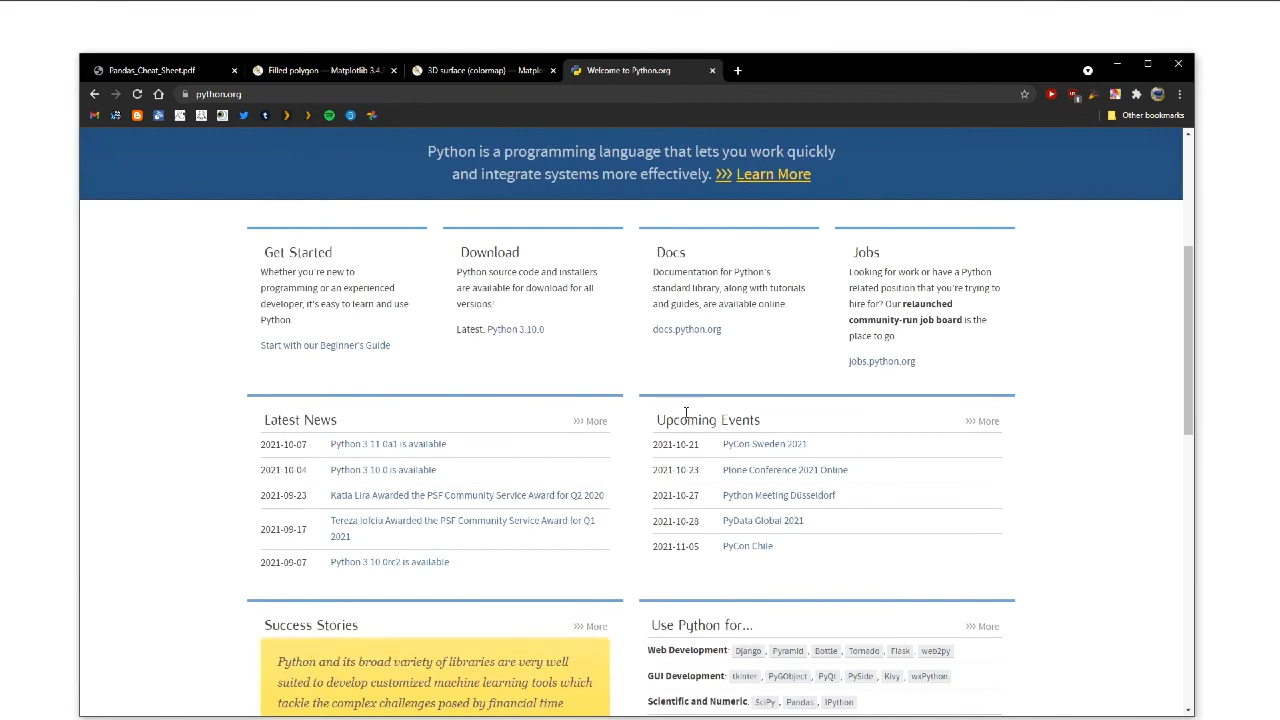 Pandas_Cheat_Sheet.pdf
Filled polygon — Matplotlib 3.4.
3D surface (colormap) — Matplo
Welcome to Python.org
python.org
Other bookmarks
Python is a programming language that lets you work quickly
and integrate systems more effectively. >>> Learn More
Get Started
Whether you're new to
programming or an experienced
developer, it's easy to learn and use
Python.
Start with our Beginner's Guide
Download
Python source code and installers
are available for download for all
versions!
Latest: Python 3.10.0
Docs
Documentation for Python's
standard library, along with tutorials
and guides, are available online.
docs.python.org
Jobs
Looking for work or have a Python
related position that you're trying to
hire for? Our relaunched
community-run job board is the
place to go
jobs.python.org
Latest News
>>> More
2021-10-07 Python 3.11.0a1 is available
2021-10-04 Python 3.10.0 is available
2021-09-23 Katia Lira Awarded the PSF Community Service Award for Q2 2020
2021-09-17 Tereza Iofciu Awarded the PSF Community Service Award for Q1
2021
2021-09-07 Python 3.10.0rc2 is available
Upcoming Events
>>> More
2021-10-21 PyCon Sweden 2021
2021-10-23 Plone Conference 2021 Online
2021-10-27 Python Meeting Düsseldorf
2021-10-28 PyData Global 2021
2021-11-05 PyCon Chile
Success Stories
>>> More
Python and its broad variety of libraries are very well
suited to develop customized machine learning tools which
tackle the complex challenges posed by financial time
Use Python for...
>>> More
Web Development: Django, Pyramid, Bottle, Tornado, Flask, web2py
GUI Development: tkInter, PyGObject, PyQt, PySide, Kivy, wxPython
Scientific and Numeric: SciPy, Pandas, IPython